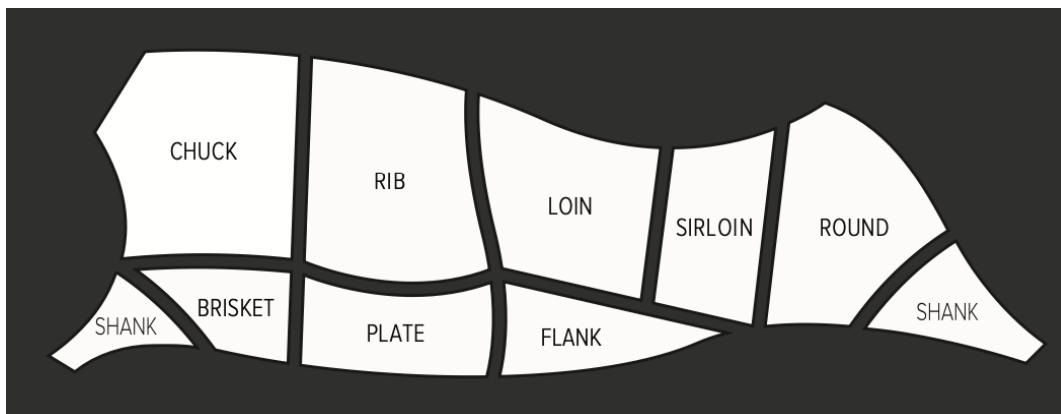 CHUCK
RIB
LOIN
SIRLOIN
ROUND
SHANK
BRISKET
PLATE
FLANK
SHANK